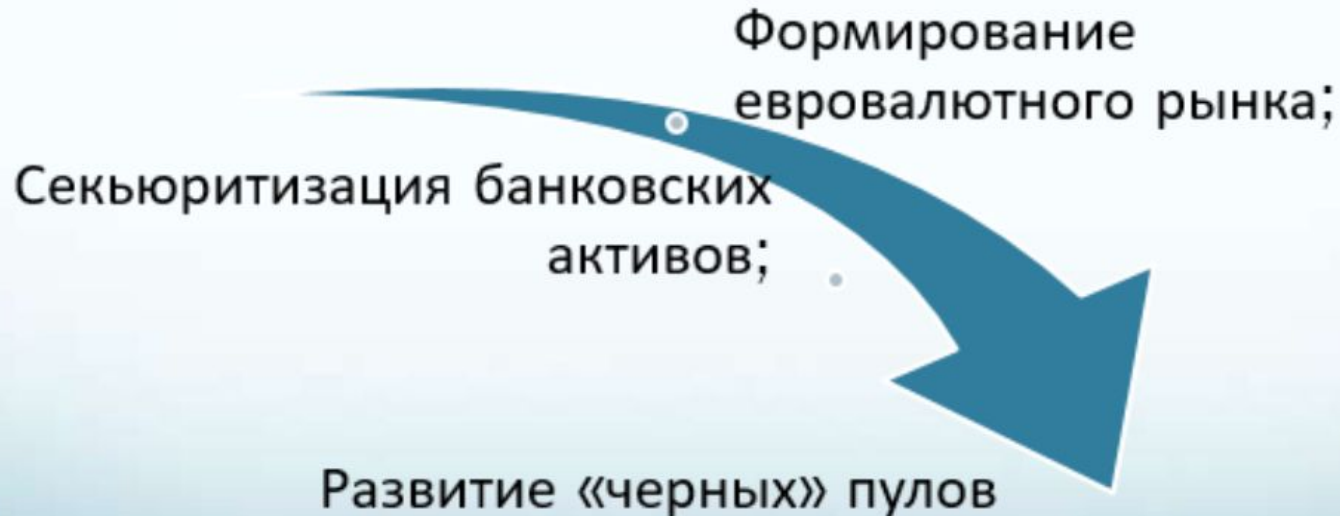 Формирование
евровалютного рынка;
Секьюритизация банковских
активов;
Развитие «черных» пулов